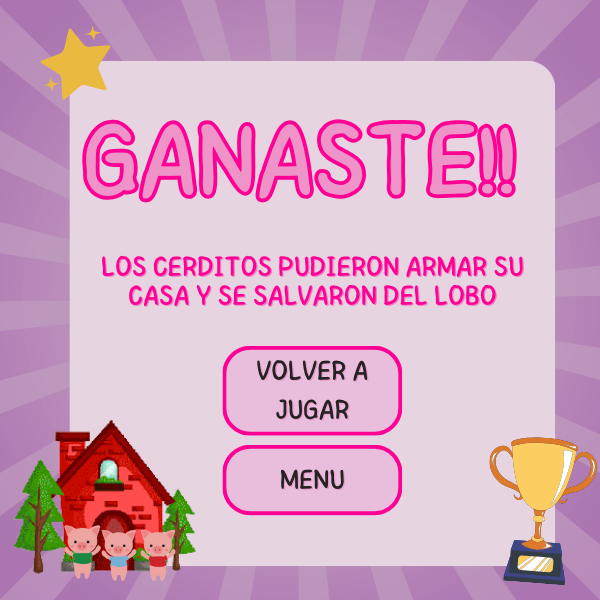 GANASTE!!
LOS CERDITOS PUDIERON ARMAR SU
CASA Y SE SALVARON DEL LOBO
VOLVER A
JUGAR
MENU